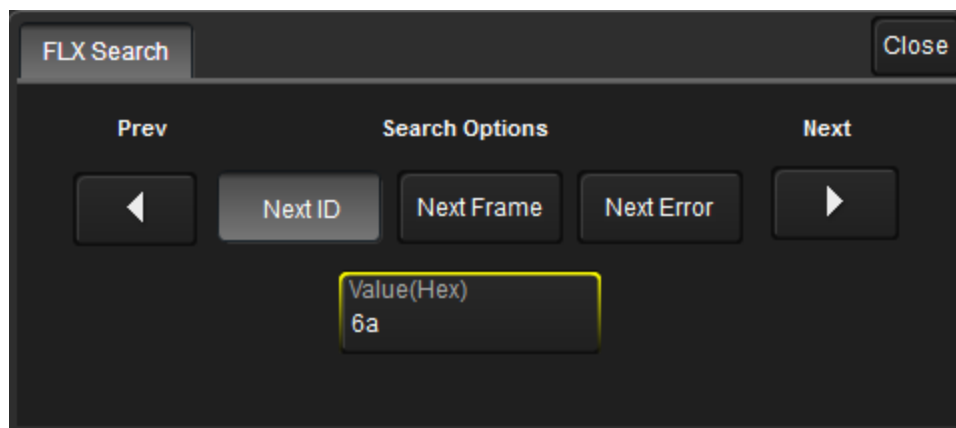 FLX Search
Close
Prev
Search Options
Next
Next ID
Next Frame
Next Error
Value(Hex)
6a